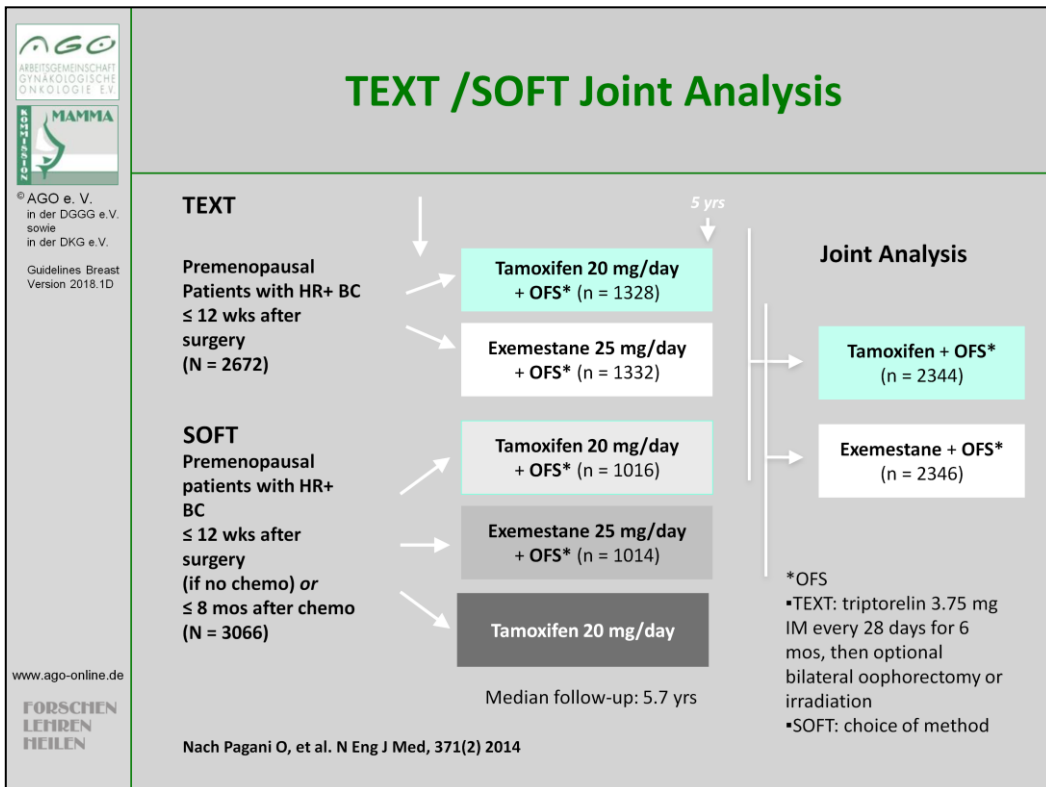 AGO
ARBEITSGEMEINSCHAFT
GYNÄKOLOGISCHE
ONKOLOGIE E.V.
KOMMISSION
MAMMA
© AGO e. V.
in der DGGG e.V.
sowie
in der DKG e.V.
Guidelines Breast
Version 2018.1D
www.ago-online.de
FORSCHEN
LEHREN
HEILEN
TEXT /SOFT Joint Analysis
TEXT
Premenopausal
Patients with HR+ BC
≤ 12 wks after
surgery
(N = 2672)
5 yrs
Tamoxifen 20 mg/day
+ OFS* (n = 1328)
Exemestane 25 mg/day
+ OFS* (n = 1332)
SOFT
Premenopausal
patients with HR+
BC
≤ 12 wks after
surgery
(if no chemo) or
≤ 8 mos after chemo
(N = 3066)
Tamoxifen 20 mg/day
+ OFS* (n = 1016)
Exemestane 25 mg/day
+ OFS* (n = 1014)
Tamoxifen 20 mg/day
Median follow-up: 5.7 yrs
Joint Analysis
Tamoxifen + OFS*
(n = 2344)
Exemestane + OFS*
(n = 2346)
*OFS
▪TEXT: triptorelin 3.75 mg
IM every 28 days for 6
mos, then optional
bilateral oophorectomy or
irradiation
▪SOFT: choice of method
Nach Pagani O, et al. N Eng J Med, 371(2) 2014